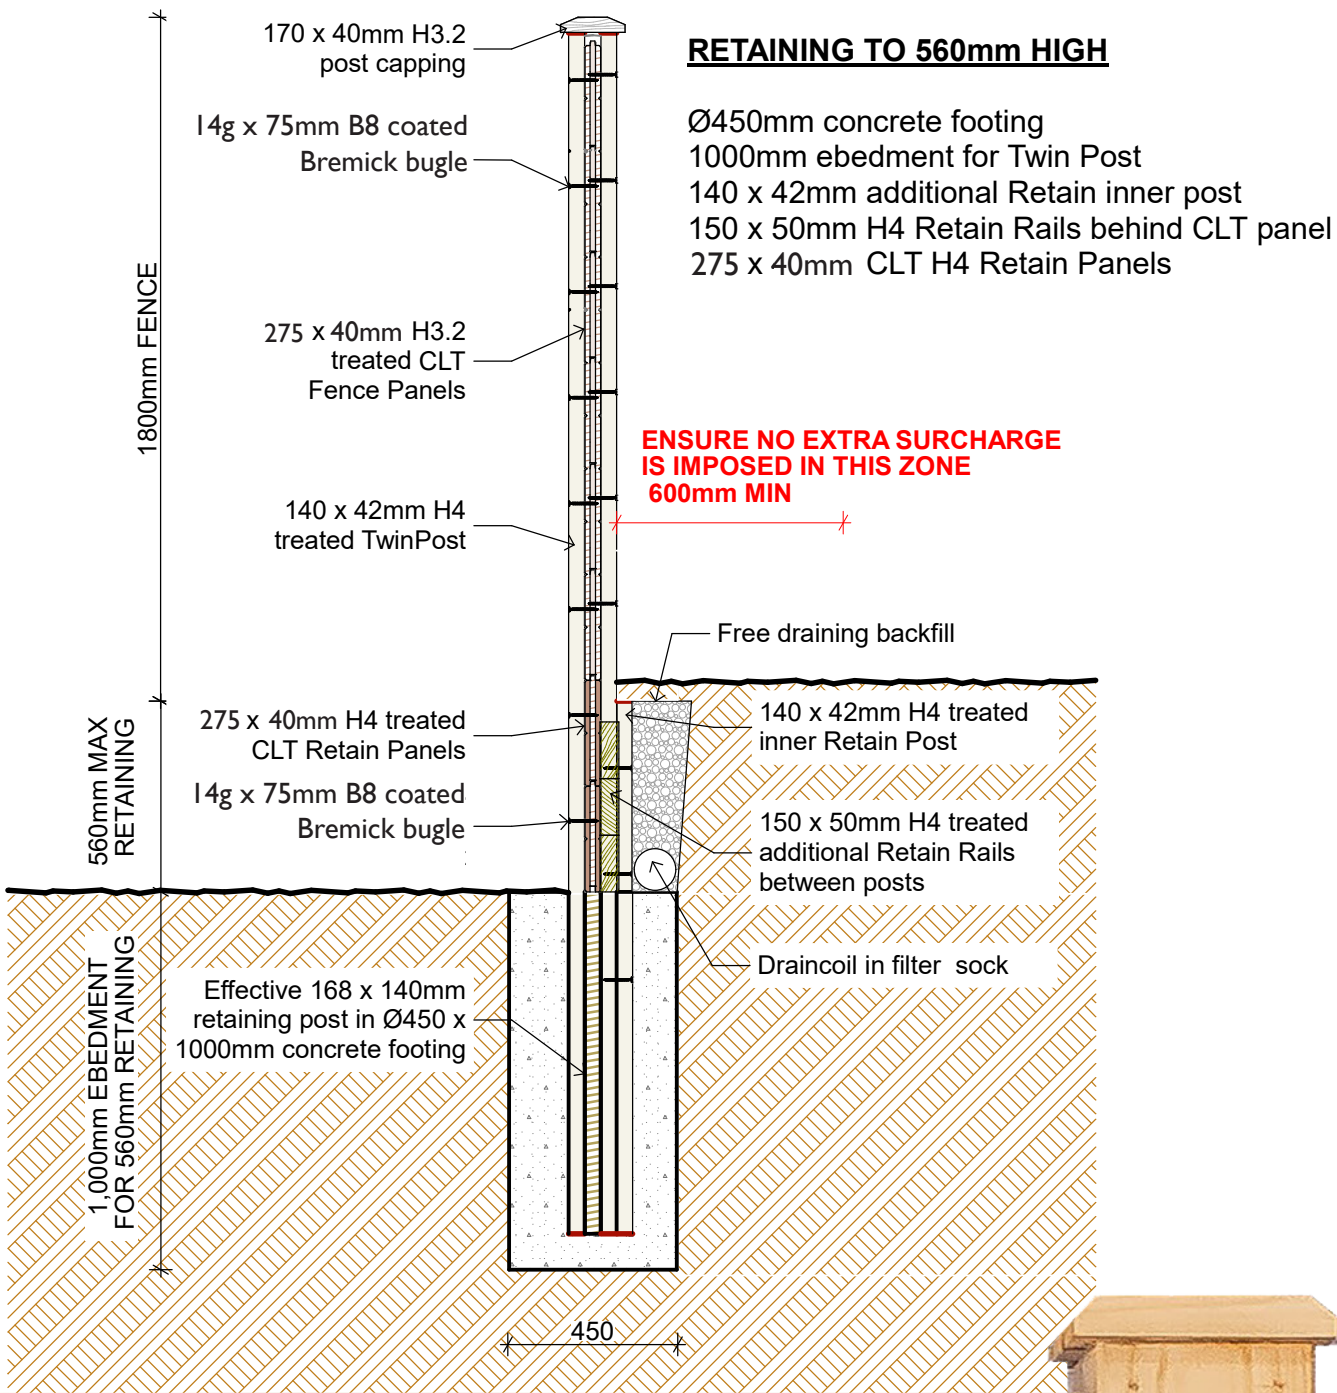 170 x 40mm H3.2
post capping
14g x 75mm B8 coated
Bremick bugle
275 x 40mm H3.2
treated CLT
Fence Panels
140 x 42mm H4
treated TwinPost
275 x 40mm H4 treated
CLT Retain Panels
14g x 75mm B8 coated
Bremick bugle
Effective 168 x 140mm
retaining post in Ø450 x
1000mm concrete footing
1800mm FENCE
560mm MAX
RETAINING
1,000mm EBEDMENT
FOR 560mm RETAINING
RETAINING TO 560mm HIGH
Ø450mm concrete footing
1000mm ebedment for Twin Post
140 x 42mm additional Retain inner post
150 x 50mm H4 Retain Rails behind CLT panel
275 x 40mm CLT H4 Retain Panels
ENSURE NO EXTRA SURCHARGE
IS IMPOSED IN THIS ZONE
600mm MIN
Free draining backfill
140 x 42mm H4 treated
inner Retain Post
150 x 50mm H4 treated
additional Retain Rails
between posts
Draincoil in filter sock
450